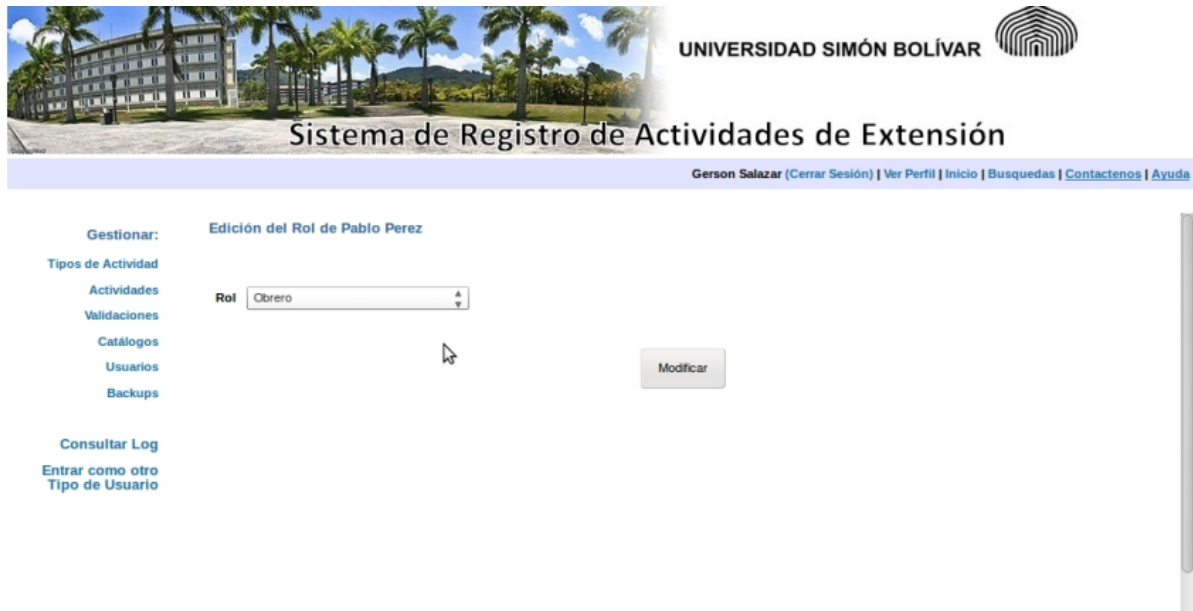 UNIVERSIDAD SIMÓN BOLÍVAR
Sistema de Registro de Actividades de Extensión
Gerson Salazar (Cerrar Sesión) | Ver Perfil | Inicio | Busquedas | Contactenos | Ayuda
Gestionar:
Tipos de Actividad
Actividades
Validaciones
Catálogos
Usuarios
Backups
Consultar Log
Entrar como otro
Tipo de Usuario
Edición del Rol de Pablo Perez
Rol Obrero
Modificar